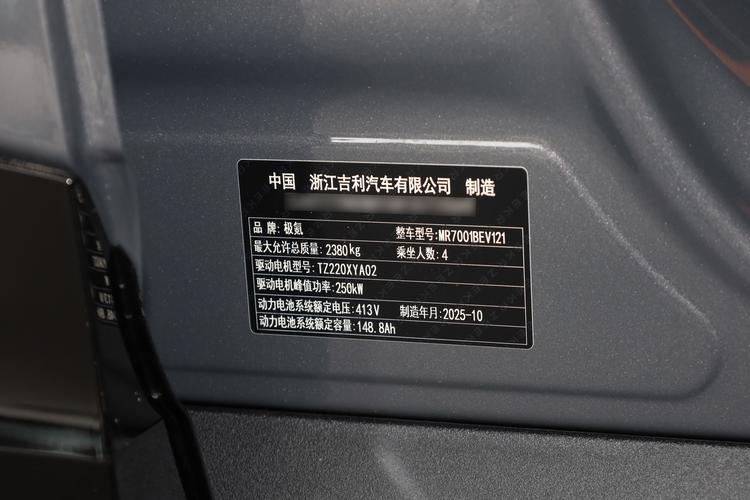 中国 浙江吉利汽车有限公司 制造
品 牌:极氪 整车型号:MR7001BEV121
最大允许总质量:2380kg 乘坐人数:4
驱动电机型号:TZ220XYA02
驱动电机峰值功率:250kW
动力电池系统额定电压:413V 制造年月:2025-10
动力电池系统额定容量:148.8Ah